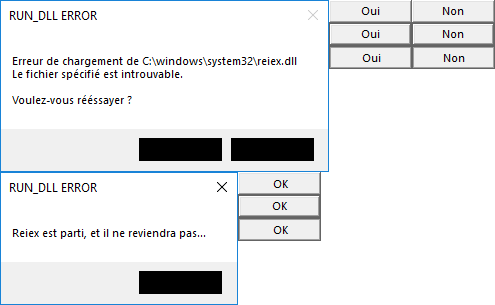 RUN_DLL ERROR
Erreur de chargement de C:\windows\system32\reiex.dll
Le fichier spécifié est introuvable.
Voulez-vous réessayer ?
Oui Non
Oui Non
Oui Non
RUN_DLL ERROR
Reiex est parti, et il ne reviendra pas...
OK
OK
OK